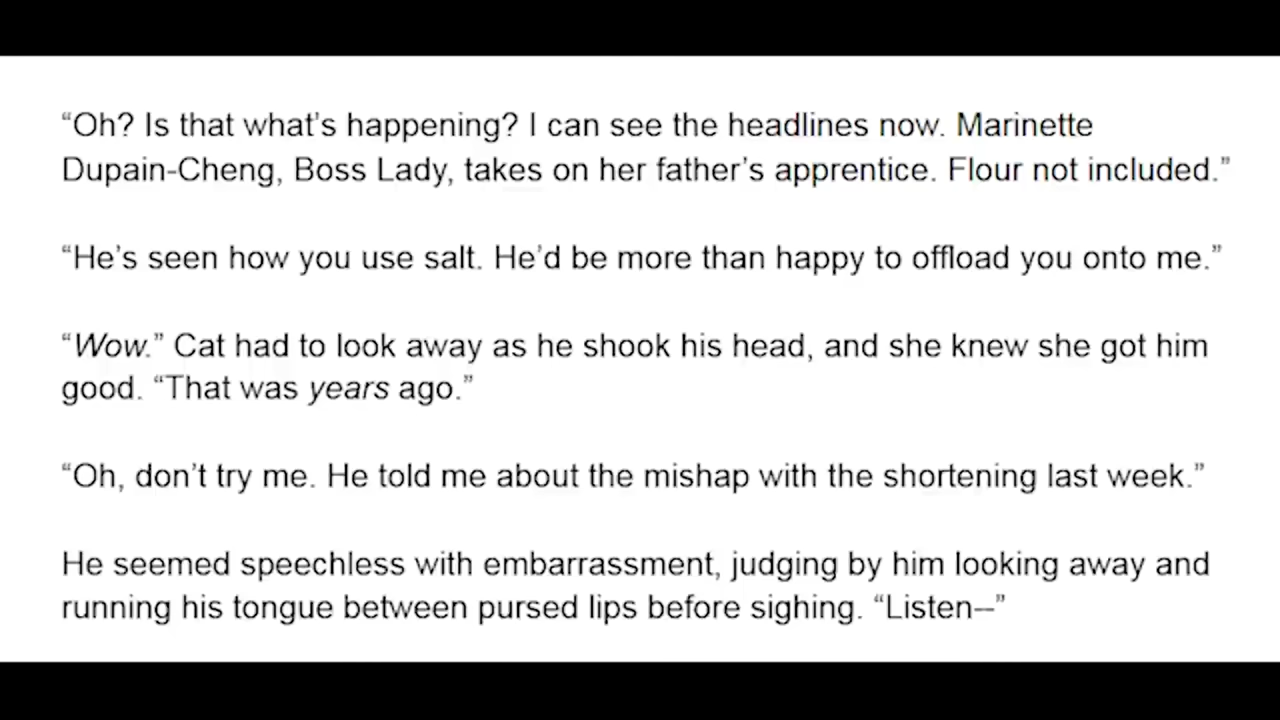 “Oh? Is that what’s happening? I can see the headlines now. Marinette
Dupain-Cheng, Boss Lady, takes on her father’s apprentice. Flour not included.”
“He’s seen how you use salt. He’d be more than happy to offload you onto me.”
“Wow.” Cat had to look away as he shook his head, and she knew she got him
good. “That was years ago.”
“Oh, don’t try me. He told me about the mishap with the shortening last week.”
He seemed speechless with embarrassment, judging by him looking away and
running his tongue between pursed lips before sighing. “Listen--”